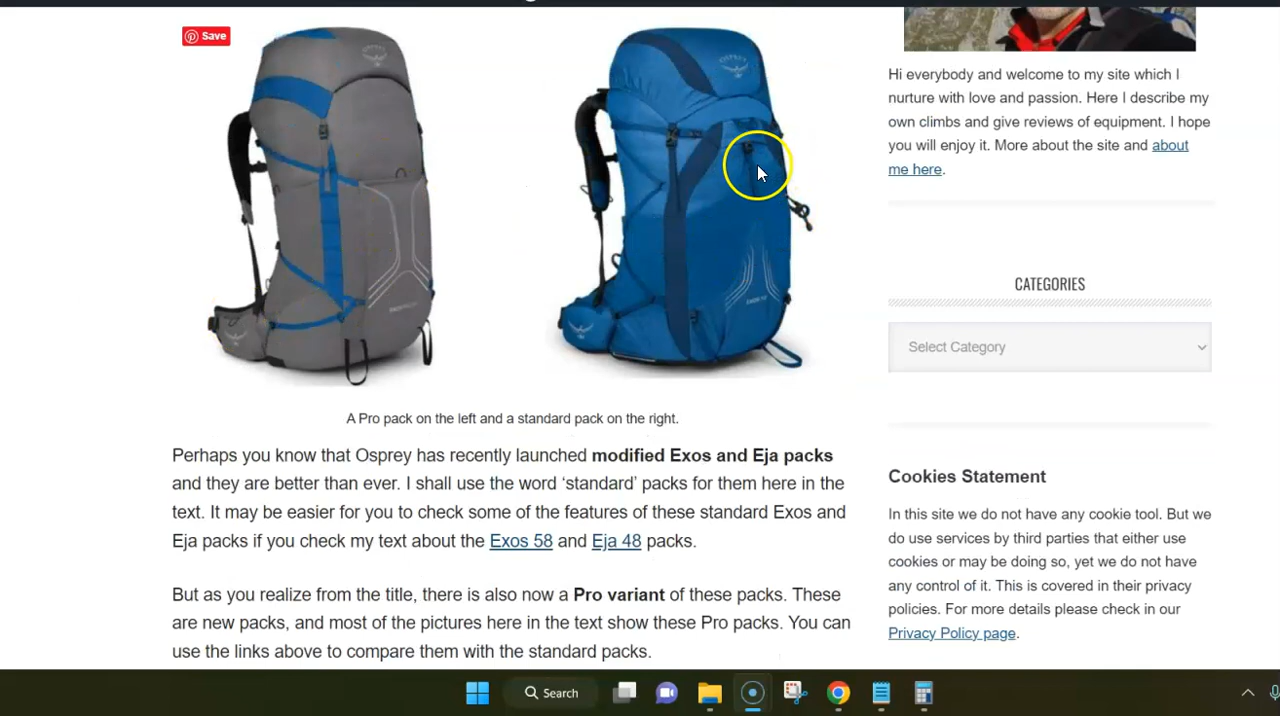 Save
OSPREY
OSPREY
A Pro pack on the left and a standard pack on the right.
Perhaps you know that Osprey has recently launched modified Exos and Eja packs
and they are better than ever. I shall use the word ‘standard’ packs for them here in the
text. It may be easier for you to check some of the features of these standard Exos and
Eja packs if you check my text about the Exos 58 and Eja 48 packs.
But as you realize from the title, there is also now a Pro variant of these packs. These
are new packs, and most of the pictures here in the text show these Pro packs. You can
use the links above to compare them with the standard packs.
Hi everybody and welcome to my site which I
nurture with love and passion. Here I describe my
own climbs and give reviews of equipment. I hope
you will enjoy it. More about the site and about
me here.
CATEGORIES
Select Category
Cookies Statement
In this site we do not have any cookie tool. But we
do use services by third parties that either use
cookies or may be doing so, yet we do not have
any control of it. This is covered in their privacy
policies. For more details please check in our
Privacy Policy page.
Search